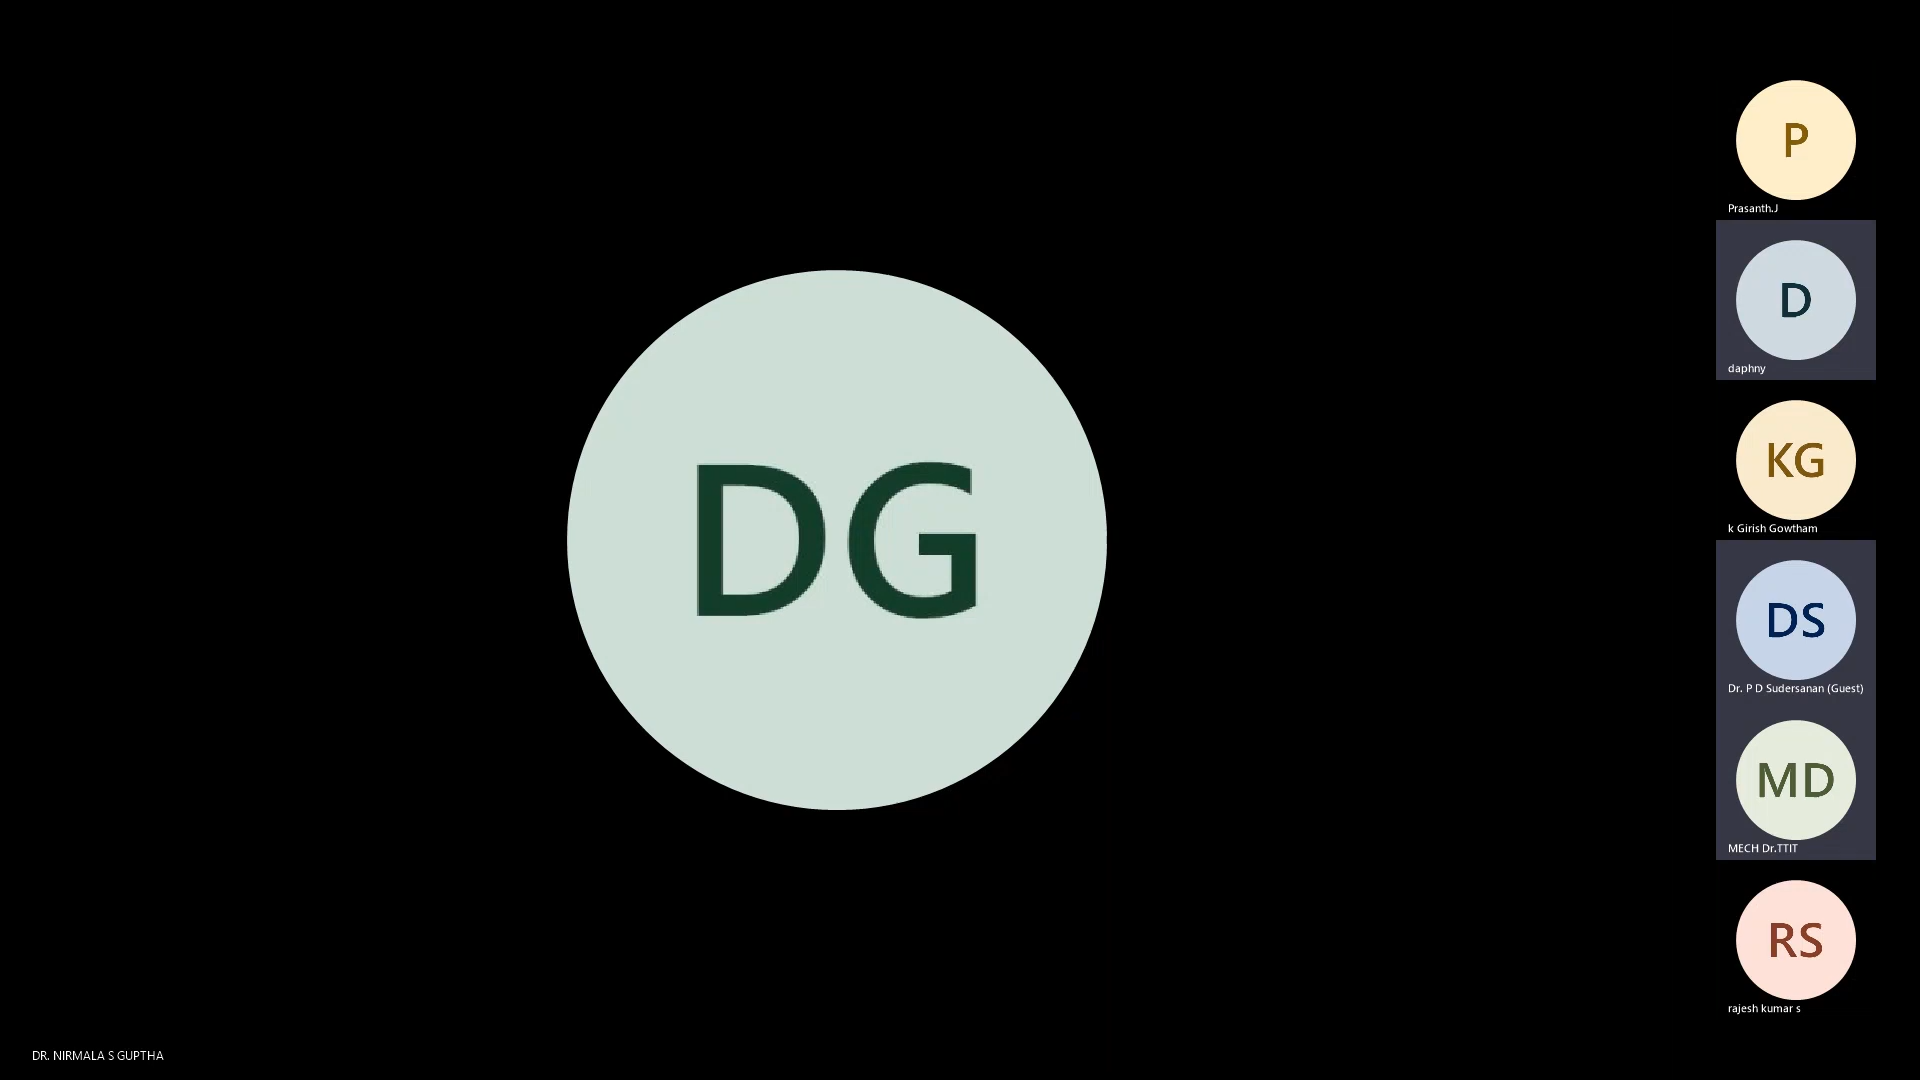 P
Prasanth.J
D
daphny
KG
k Girish Gowtham
DG
DS
Dr. P D Sudersanan (Guest)
MD
MECH Dr.TTIT
RS
rajesh kumar s
DR. NIRMALA S GUPTHA